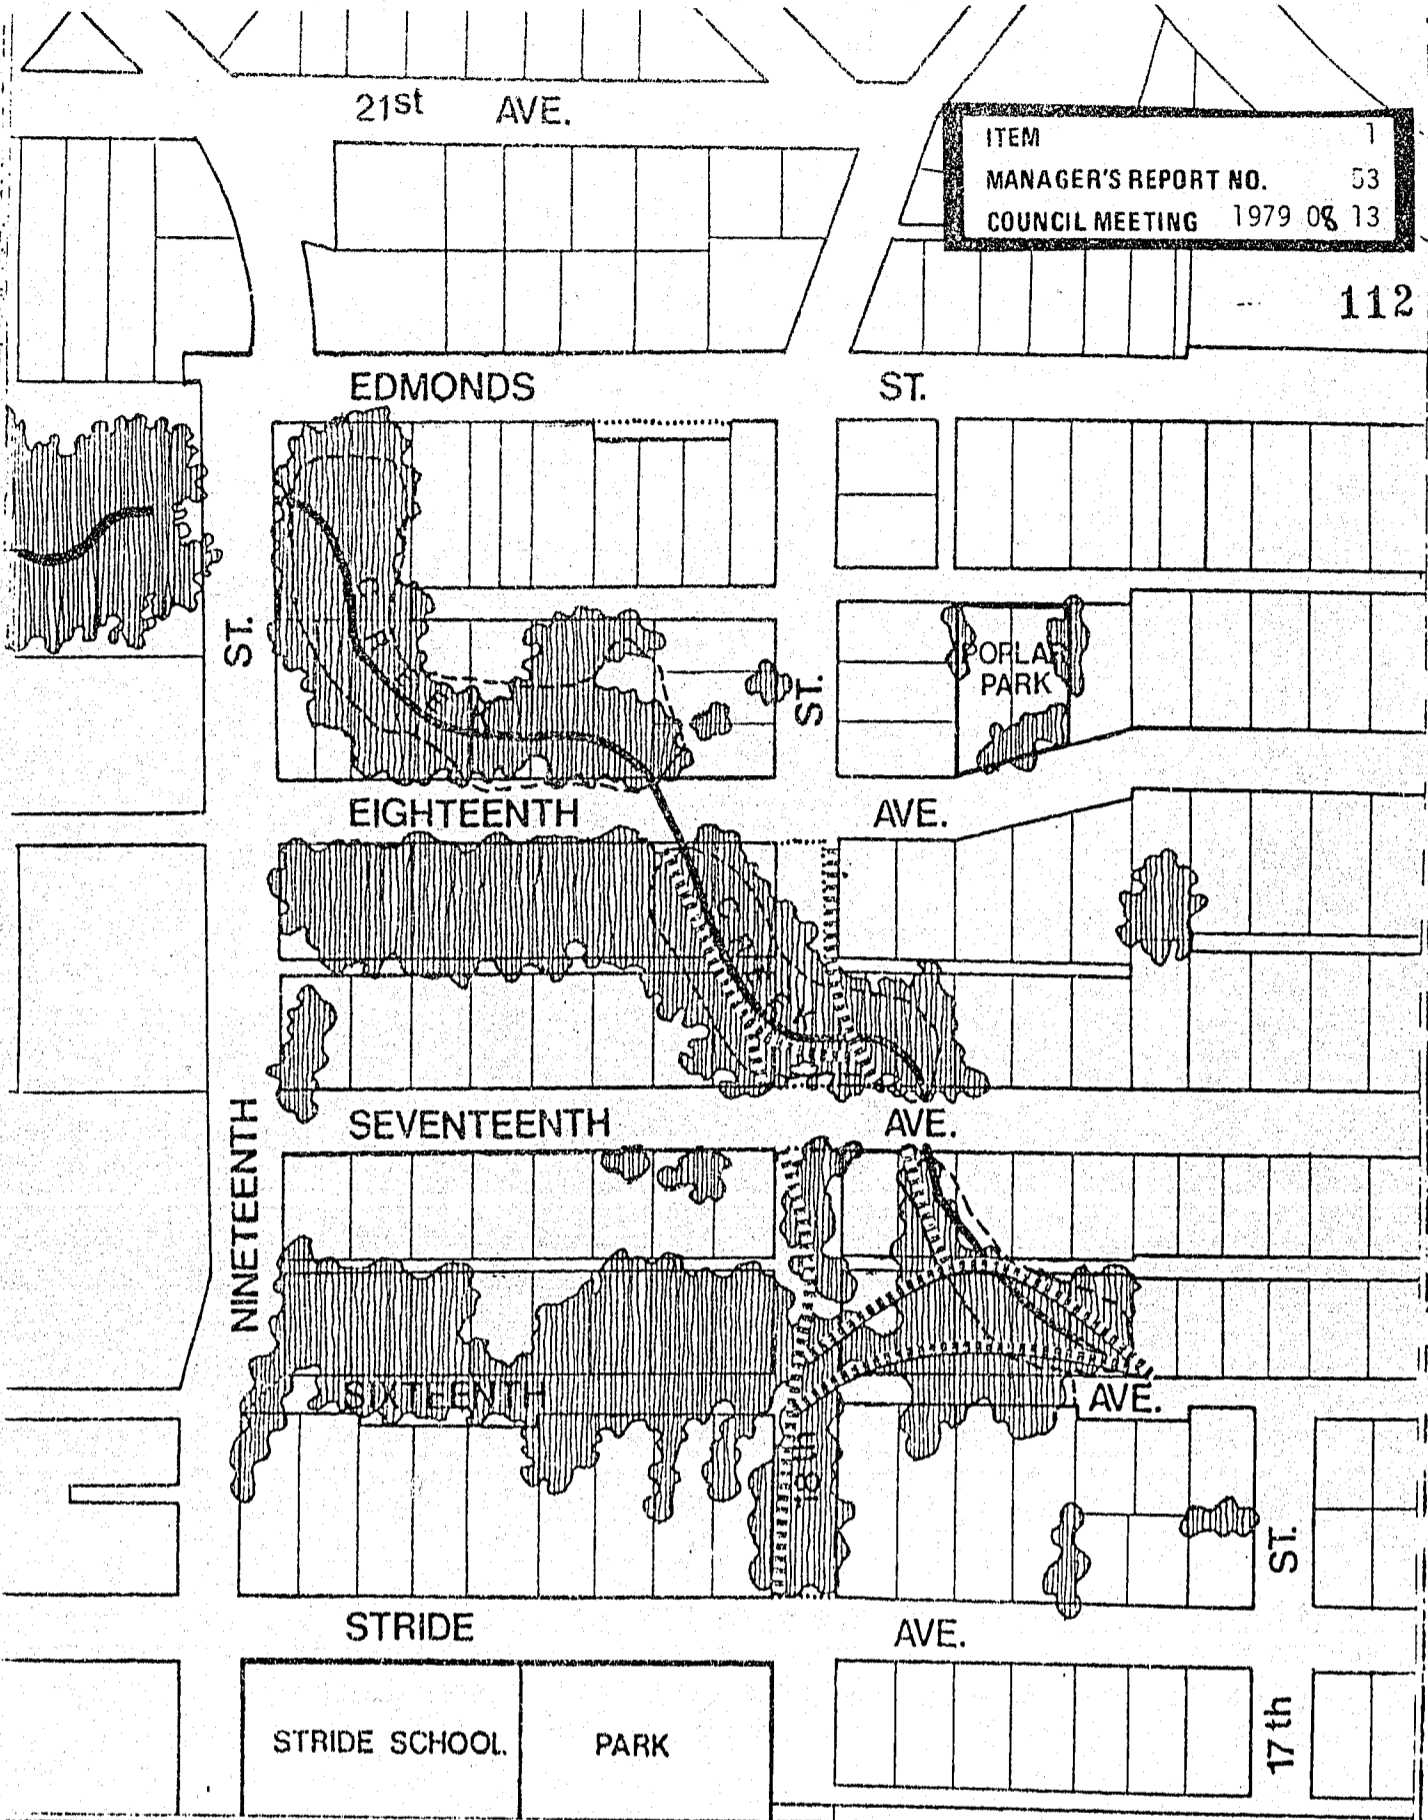 21st AVE.
ITEM 1
MANAGER'S REPORT NO. 53
COUNCIL MEETING 1979 08 13
112
EDMONDS ST.
ST.
POPLAR
PARK
ST.
EIGHTEENTH AVE.
SEVENTEENTH AVE.
NINETEENTH
SIXTEENTH AVE.
18th
ST.
STRIDE AVE.
STRIDE SCHOOL. PARK
17th